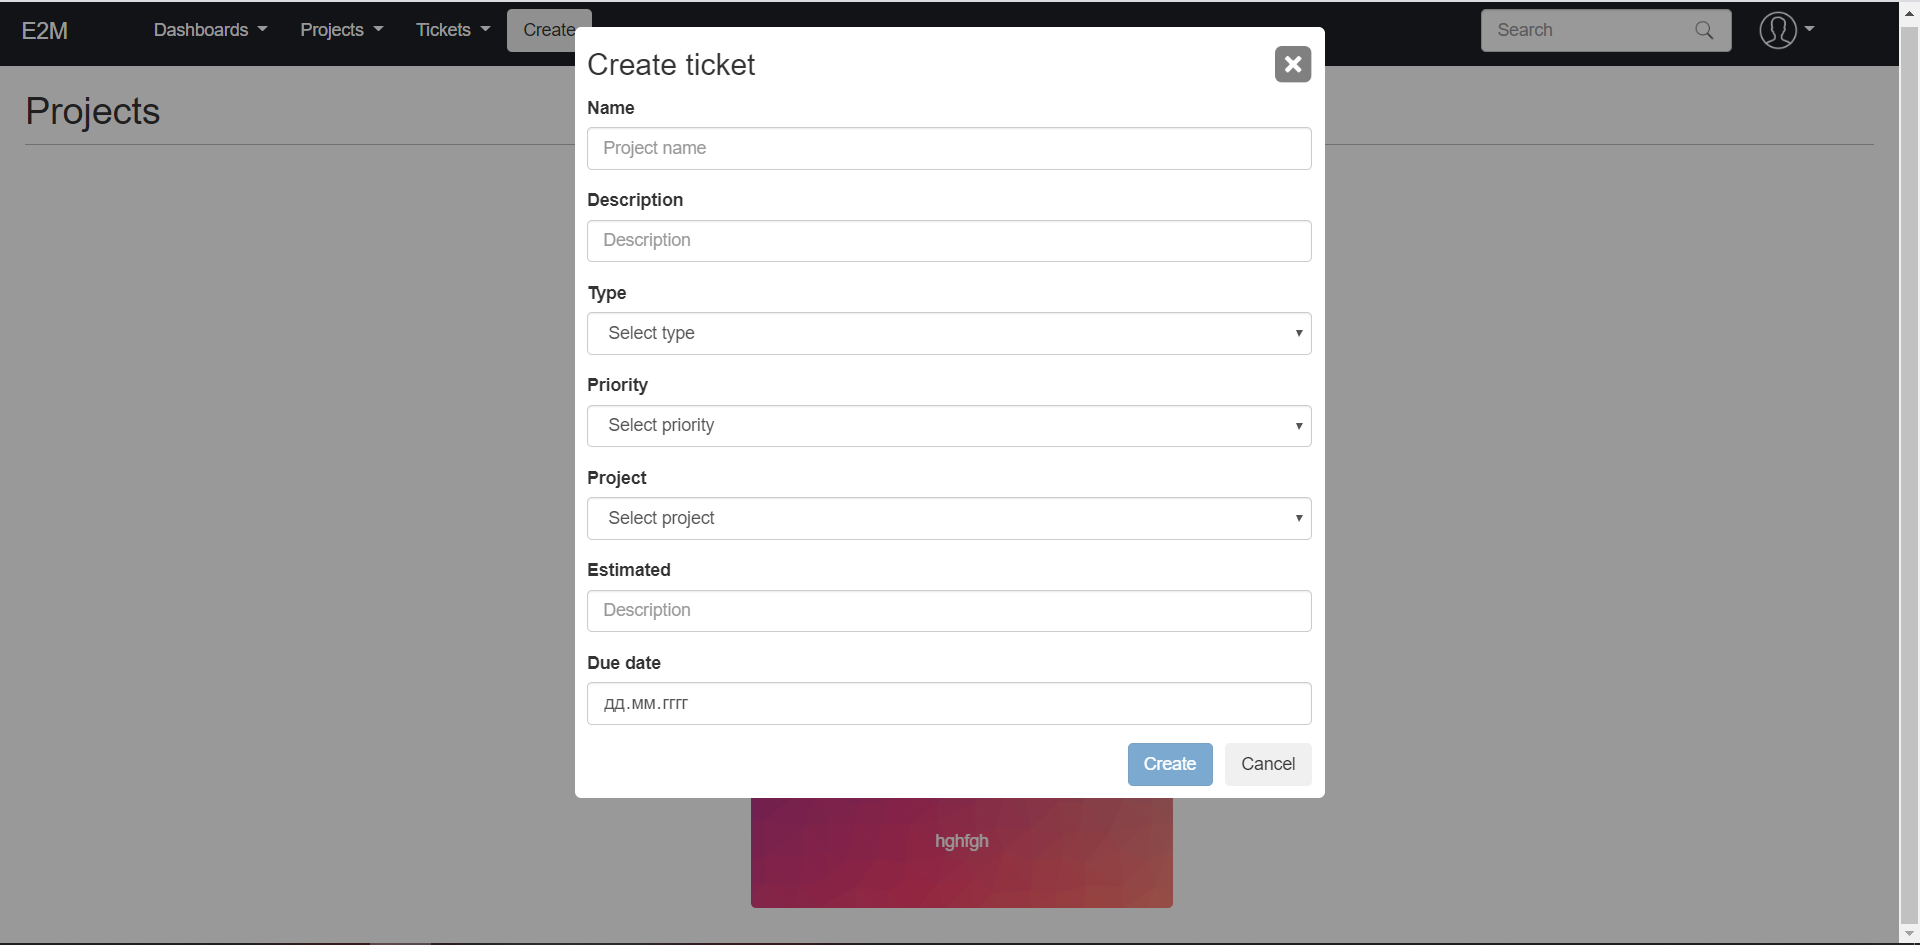 E2M Dashboards Projects Tickets Create Search
Projects
Create ticket
Name
Project name
Description
Description
Type
Select type
Priority
Select priority
Project
Select project
Estimated
Description
Due date
дд.мм.гггг
Create Cancel
hghfgh